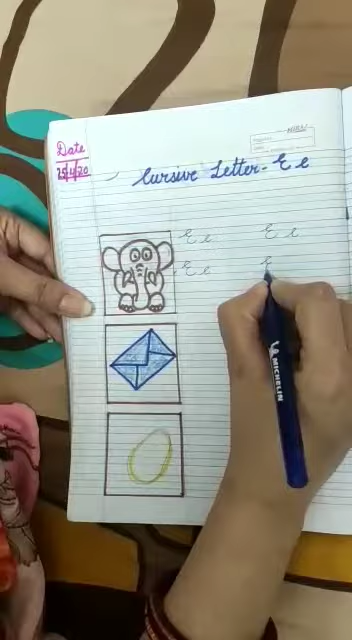 Date
25/4/20
Cursive Letter- E e
E e E e
E e E
MICHELIN